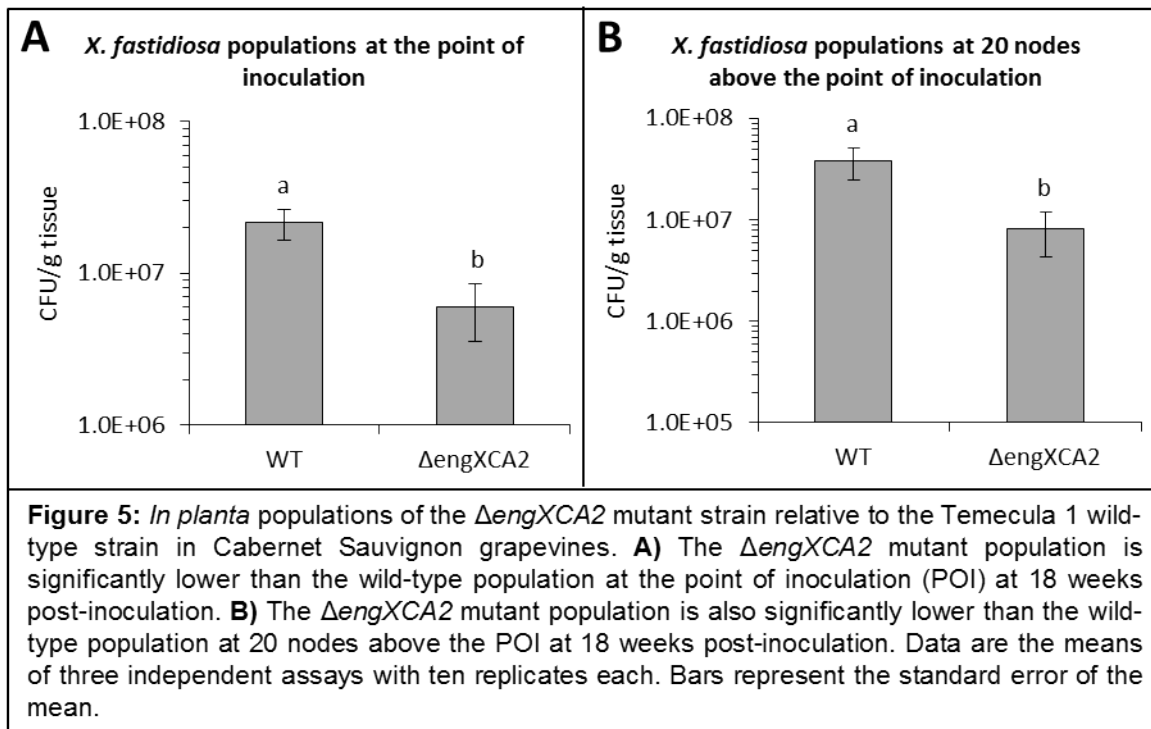 A
X. fastidiosa populations at the point of
inoculation
1.0E+08
1.0E+07
1.0E+06
CFU/g tissue
a
b
WT
ΔengXCA2
B
X. fastidiosa populations at 20 nodes
above the point of inoculation
1.0E+08
1.0E+07
1.0E+06
1.0E+05
CFU/g tissue
a
b
WT
ΔengXCA2
Figure 5: In planta populations of the ΔengXCA2 mutant strain relative to the Temecula 1 wild-
type strain in Cabernet Sauvignon grapevines. A) The ΔengXCA2 mutant population is
significantly lower than the wild-type population at the point of inoculation (POI) at 18 weeks
post-inoculation. B) The ΔengXCA2 mutant population is also significantly lower than the wild-
type population at 20 nodes above the POI at 18 weeks post-inoculation. Data are the means
of three independent assays with ten replicates each. Bars represent the standard error of the
mean.